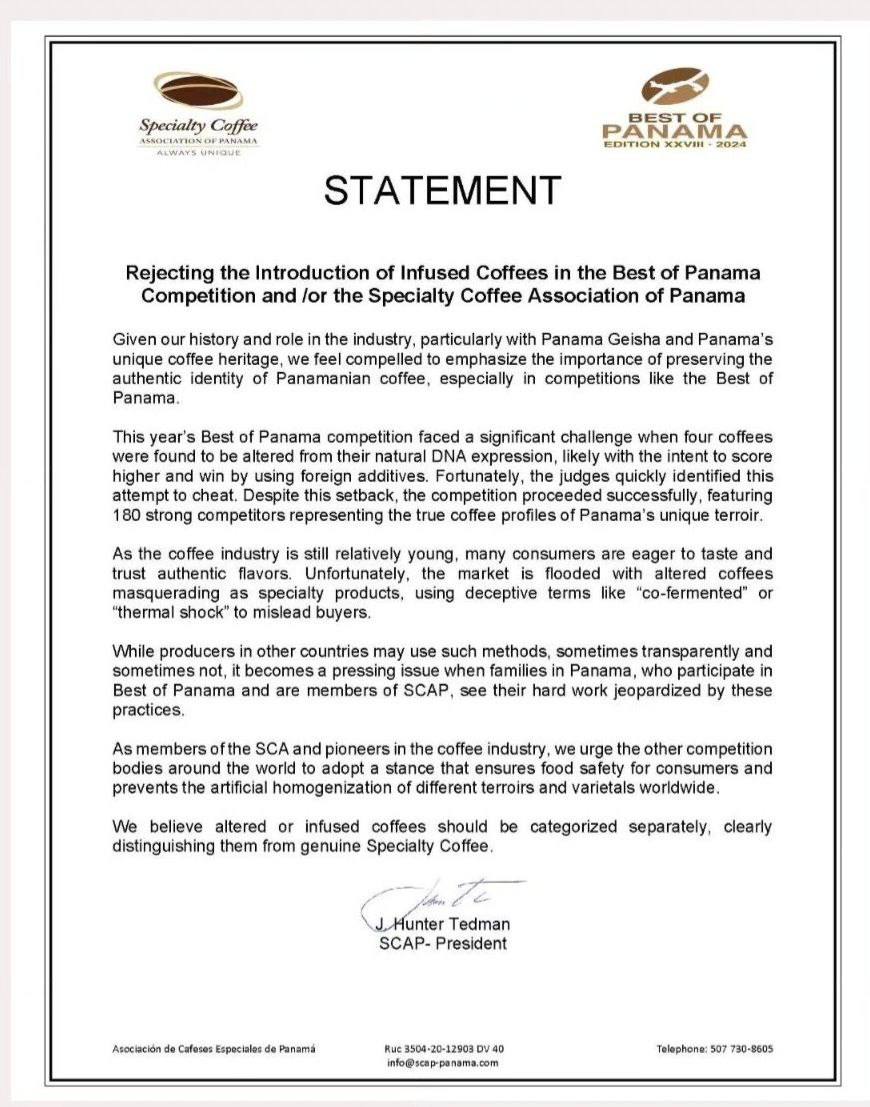 Specialty Coffee
ASSOCIATION OF PANAMA
ALWAYS UNIQUE
BEST OF
PANAMA
EDITION XXVIII - 2024
STATEMENT
Rejecting the Introduction of Infused Coffees in the Best of Panama
Competition and /or the Specialty Coffee Association of Panama
Given our history and role in the industry, particularly with Panama Geisha and Panama's
unique coffee heritage, we feel compelled to emphasize the importance of preserving the
authentic identity of Panamanian coffee, especially in competitions like the Best of
Panama.
This year's Best of Panama competition faced a significant challenge when four coffees
were found to be altered from their natural DNA expression, likely with the intent to score
higher and win by using foreign additives. Fortunately, the judges quickly identified this
attempt to cheat. Despite this setback, the competition proceeded successfully, featuring
180 strong competitors representing the true coffee profiles of Panama's unique terroir.
As the coffee industry is still relatively young, many consumers are eager to taste and
trust authentic flavors. Unfortunately, the market is flooded with altered coffees
masquerading as specialty products, using deceptive terms like “co-fermented” or
“thermal shock” to mislead buyers.
While producers in other countries may use such methods, sometimes transparently and
sometimes not, it becomes a pressing issue when families in Panama, who participate in
Best of Panama and are members of SCAP, see their hard work jeopardized by these
practices.
As members of the SCA and pioneers in the coffee industry, we urge the other competition
bodies around the world to adopt a stance that ensures food safety for consumers and
prevents the artificial homogenization of different terroirs and varietals worldwide.
We believe altered or infused coffees should be categorized separately, clearly
distinguishing them from genuine Specialty Coffee.
J. Hunter Tedman
SCAP- President
Asociación de Cafeses Especiales de Panamá
Ruc 3504-20-12903 DV 40
info@scap-panama.com
Telephone: 507 730-8605